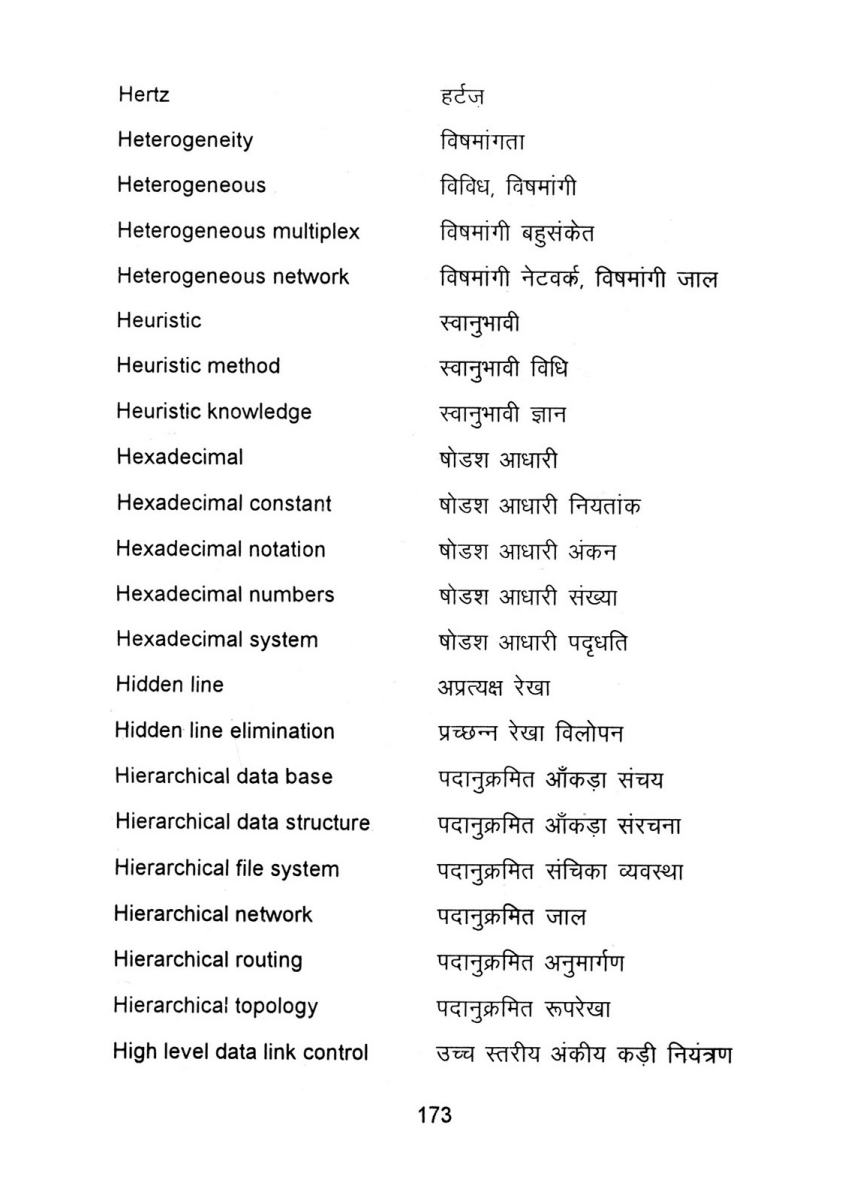 Hertz हर्टज़
Heterogeneity विषमांगता
Heterogeneous विविध, विषमांगी
Heterogeneous multiplex विषमांगी बहुसंकेत
Heterogeneous network विषमांगी नेटवर्क, विषमांगी जाल
Heuristic स्वानुभावी
Heuristic method स्वानुभावी विधि
Heuristic knowledge स्वानुभावी ज्ञान
Hexadecimal षोडश आधारी
Hexadecimal constant षोडश आधारी नियतांक
Hexadecimal notation षोडश आधारी अंकन
Hexadecimal numbers षोडश आधारी संख्या
Hexadecimal system षोडश आधारी पद्धति
Hidden line अप्रत्यक्ष रेखा
Hidden line elimination प्रच्छन्न रेखा विलोपन
Hierarchical data base पदानुक्रमित आँकड़ा संचय
Hierarchical data structure पदानुक्रमित आँकड़ा संरचना
Hierarchical file system पदानुक्रमित संचिका व्यवस्था
Hierarchical network पदानुक्रमित जाल
Hierarchical routing पदानुक्रमित अनुमार्गण
Hierarchical topology पदानुक्रमित रूपरेखा
High level data link control उच्च स्तरीय अंकीय कड़ी नियंत्रण
173